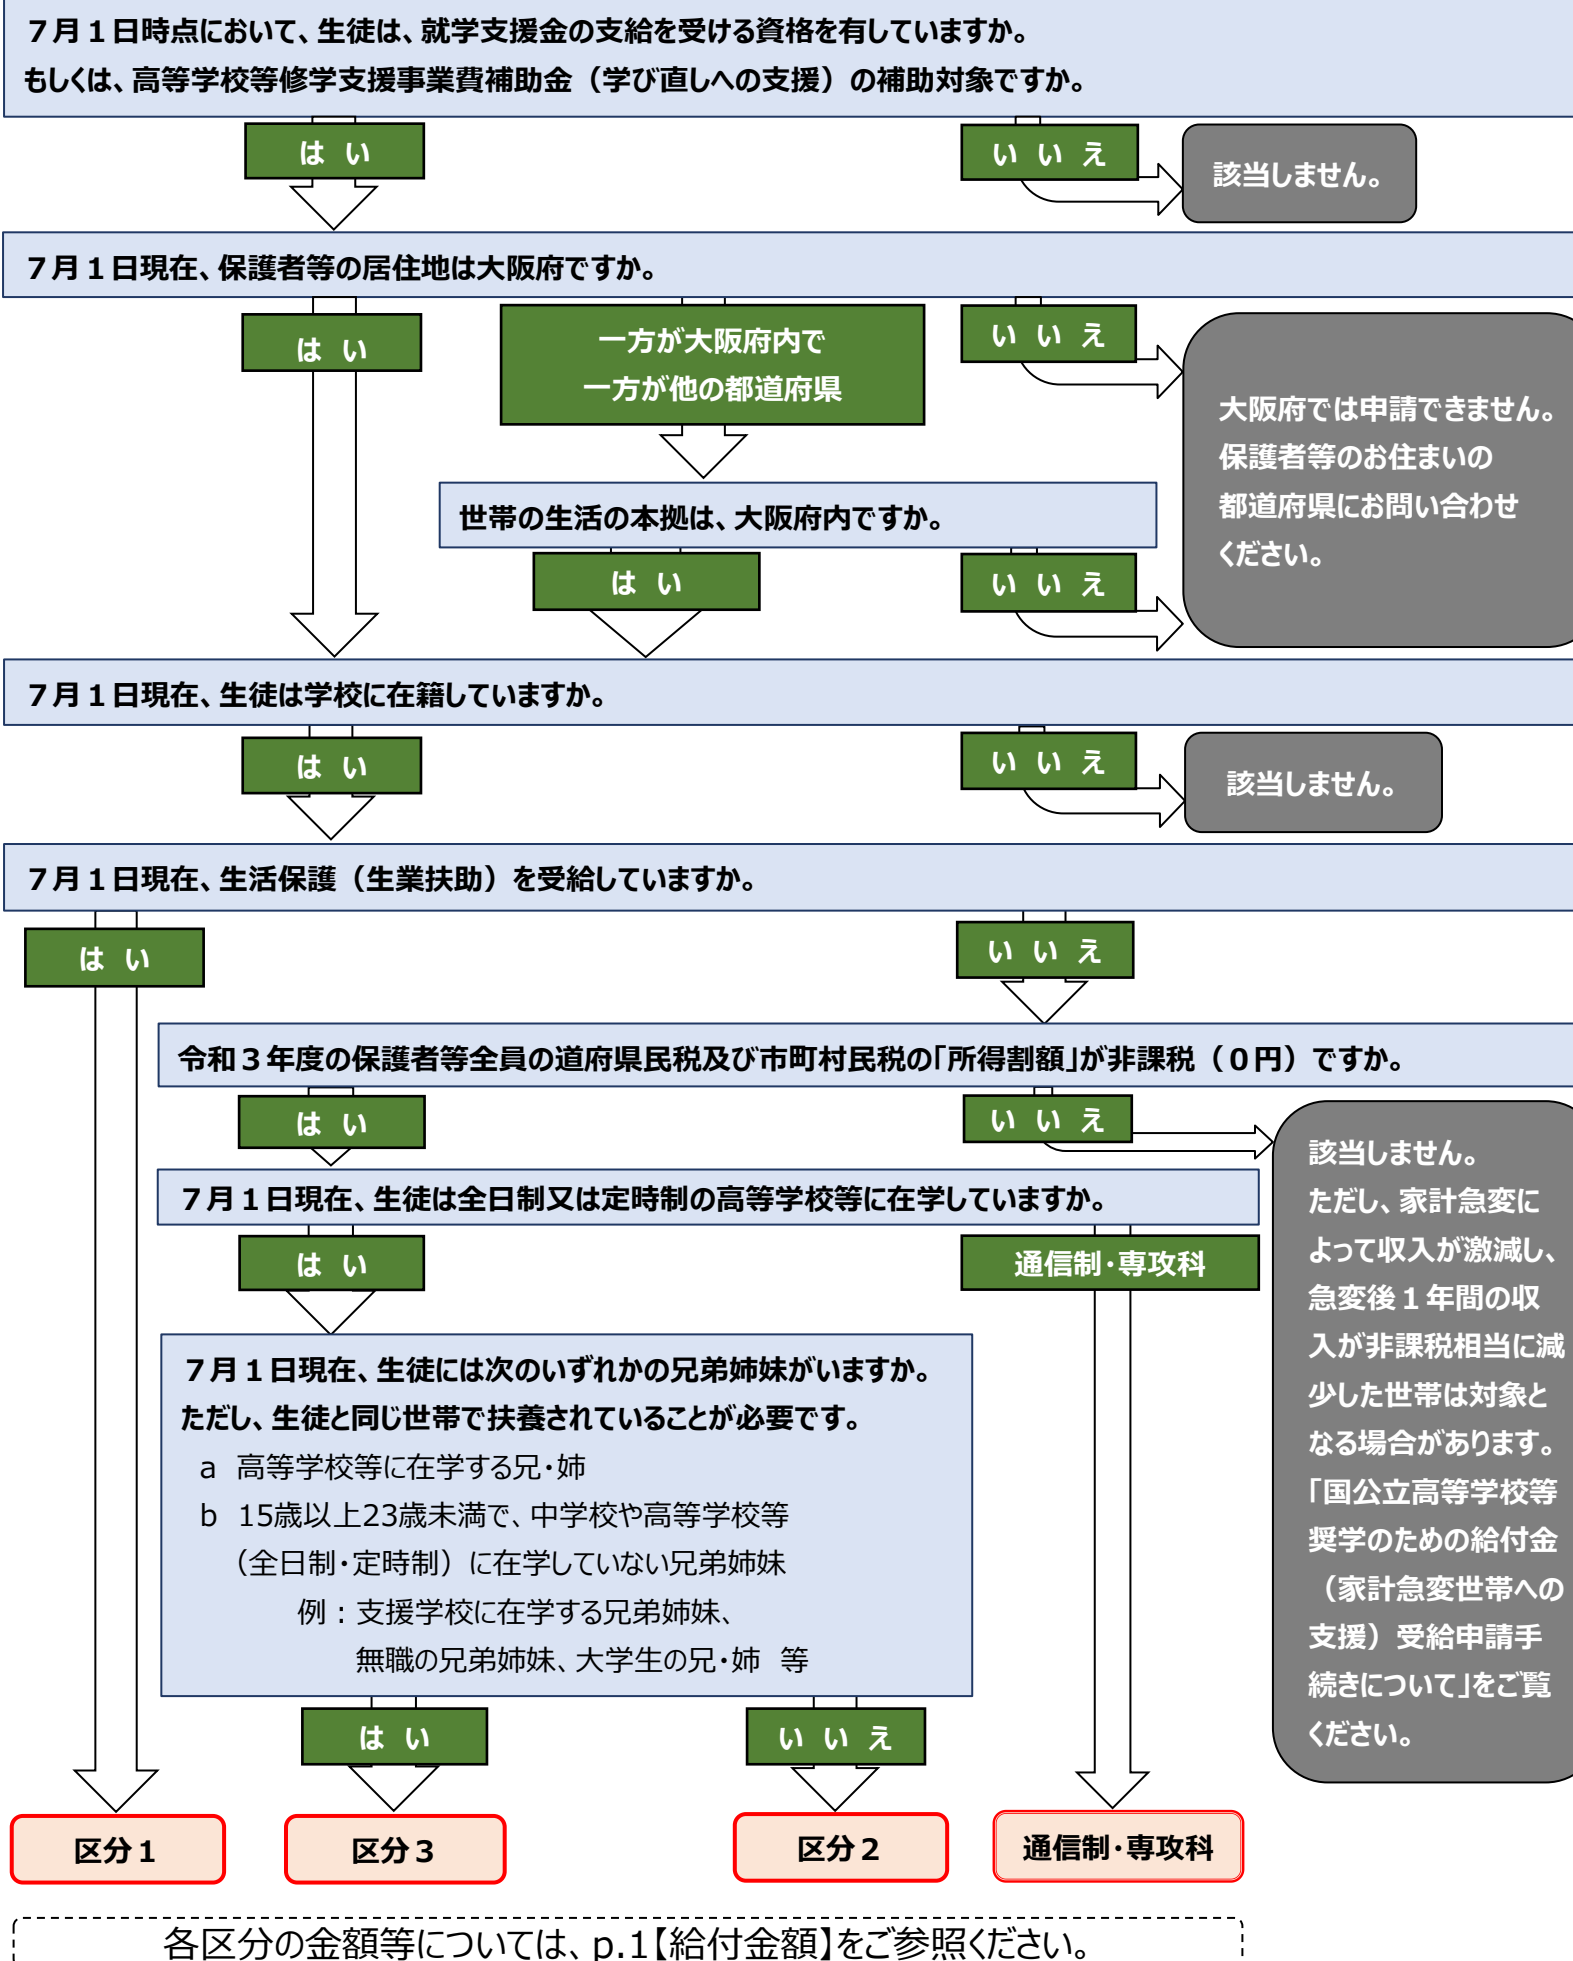 ７月１日時点において、生徒は、就学支援金の支給を受ける資格を有していますか。
もしくは、高等学校等修学支援事業費補助金（学び直しへの支援）の補助対象ですか。
は い
い い え
該当しません。
７月１日現在、保護者等の居住地は大阪府ですか。
は い
一方が大阪府内で
一方が他の都道府県
い い え
大阪府では申請できません。
保護者等のお住まいの
都道府県にお問い合わせ
ください。
世帯の生活の本拠は、大阪府内ですか。
は い
い い え
７月１日現在、生徒は学校に在籍していますか。
は い
い い え
該当しません。
７月１日現在、生活保護（生業扶助）を受給していますか。
は い
い い え
令和３年度の保護者等全員の道府県民税及び市町村民税の「所得割額」が非課税（０円）ですか。
は い
い い え
該当しません。
ただし、家計急変に
よって収入が激減し、
急変後１年間の収
入が非課税相当に減
少した世帯は対象と
なる場合があります。
「国公立高等学校等
奨学のための給付金
（家計急変世帯への
支援）受給申請手
続きについて」をご覧
ください。
７月１日現在、生徒は全日制又は定時制の高等学校等に在学していますか。
は い
通信制・専攻科
７月１日現在、生徒には次のいずれかの兄弟姉妹がいますか。
ただし、生徒と同じ世帯で扶養されていることが必要です。
a 高等学校等に在学する兄・姉
b 15歳以上23歳未満で、中学校や高等学校等
（全日制・定時制）に在学していない兄弟姉妹
例：支援学校に在学する兄弟姉妹、
無職の兄弟姉妹、大学生の兄・姉 等
は い
い い え
区分１
区分３
区分２
通信制・専攻科
各区分の金額等については、p.1【給付金額】をご参照ください。